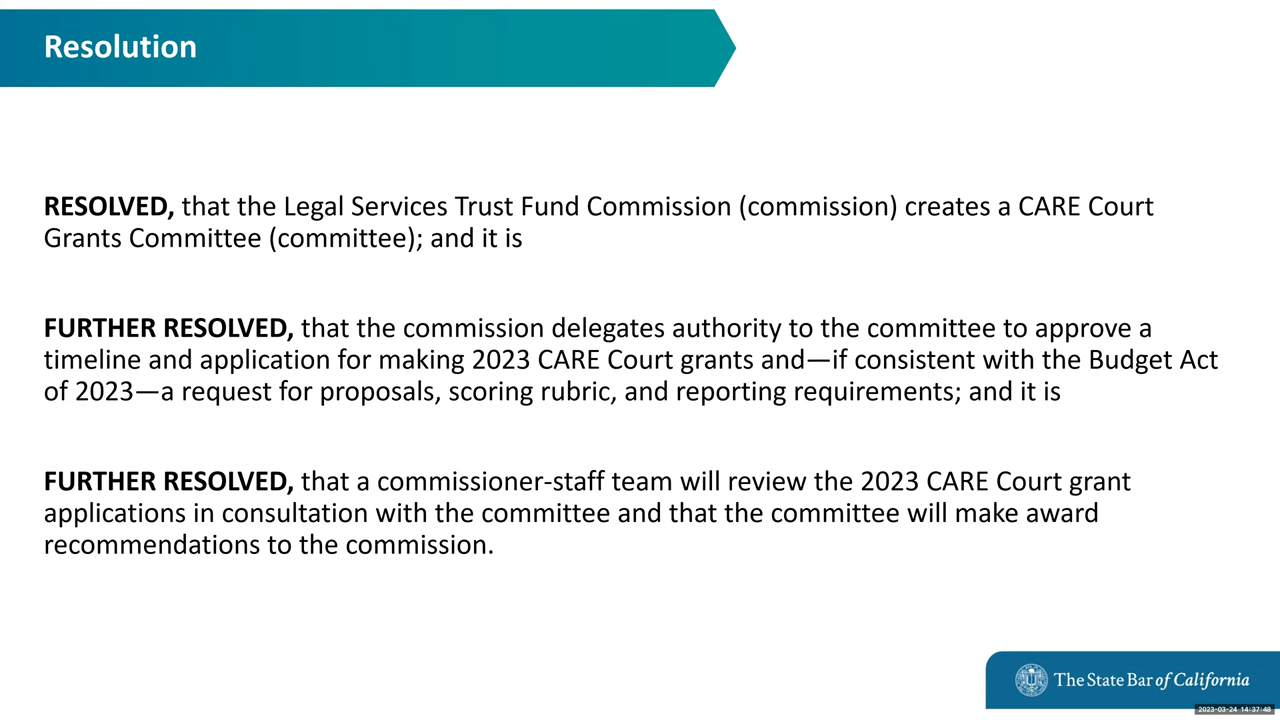 Resolution
RESOLVED, that the Legal Services Trust Fund Commission (commission) creates a CARE Court
Grants Committee (committee); and it is
FURTHER RESOLVED, that the commission delegates authority to the committee to approve a
timeline and application for making 2023 CARE Court grants and—if consistent with the Budget Act
of 2023—a request for proposals, scoring rubric, and reporting requirements; and it is
FURTHER RESOLVED, that a commissioner-staff team will review the 2023 CARE Court grant
applications in consultation with the committee and that the committee will make award
recommendations to the commission.
The State Bar of California
2023-03-24 14:37:48